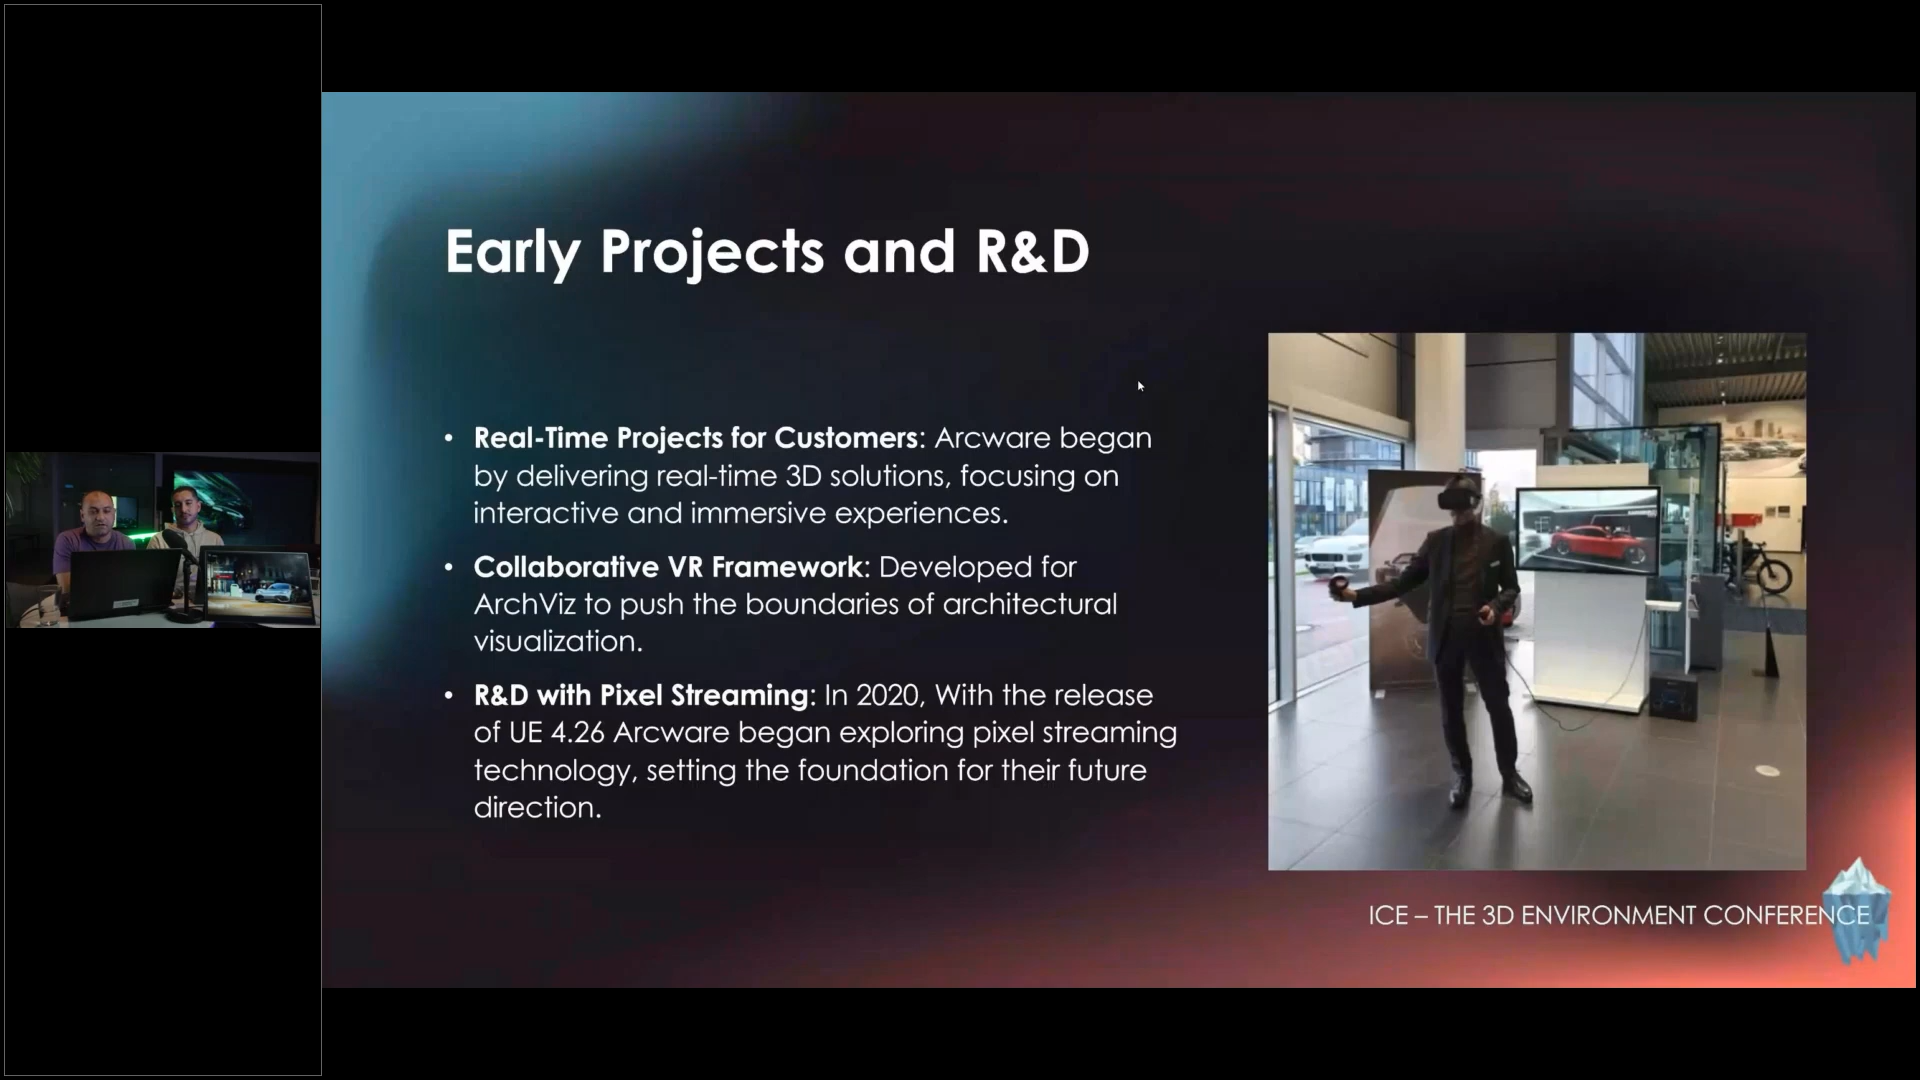 Early Projects and R&D
• Real-Time Projects for Customers: Arcware began
by delivering real-time 3D solutions, focusing on
interactive and immersive experiences.
• Collaborative VR Framework: Developed for
ArchViz to push the boundaries of architectural
visualization.
• R&D with Pixel Streaming: In 2020, With the release
of UE 4.26 Arcware began exploring pixel streaming
technology, setting the foundation for their future
direction.
ICE – THE 3D ENVIRONMENT CONFERENCE